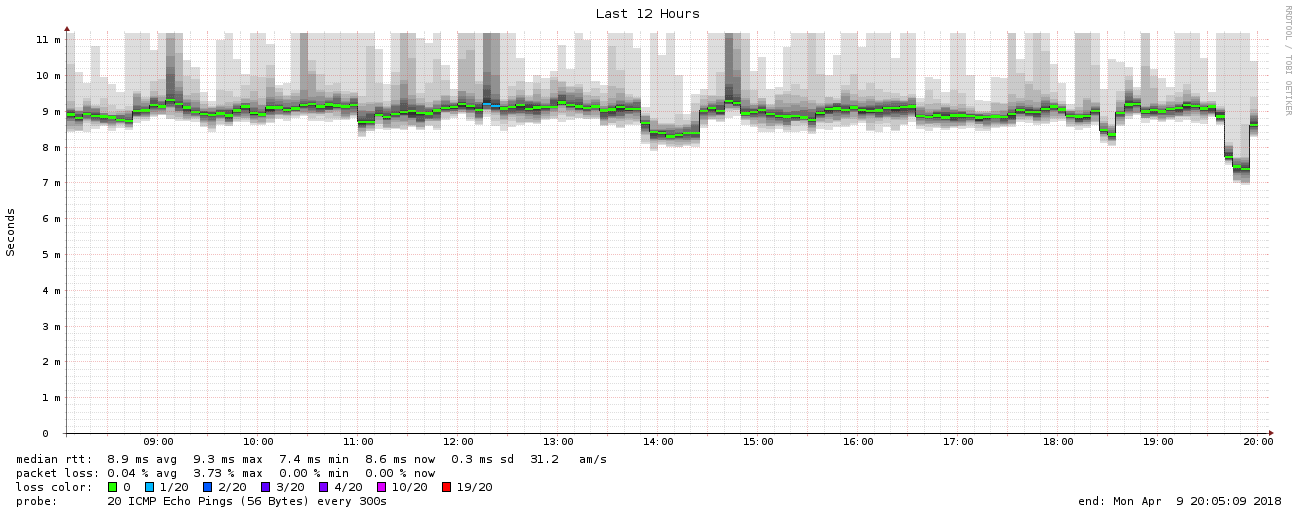 Last 12 Hours
RRDTOOL / TOBI OETIKER
11 m
10 m
9 m
8 m
7 m
6 m
5 m
4 m
3 m
2 m
1 m
0
Seconds
09:00 10:00 11:00 12:00 13:00 14:00 15:00 16:00 17:00 18:00 19:00 20:00
median rtt: 8.9 ms avg 9.3 ms max 7.4 ms min 8.6 ms now 0.3 ms sd 31.2 am/s
packet loss: 0.04 % avg 3.73 % max 0.00 % min 0.00 % now
loss color: 0 1/20 2/20 3/20 4/20 10/20 19/20
probe: 20 ICMP Echo Pings (56 Bytes) every 300s
end: Mon Apr 9 20:05:09 2018